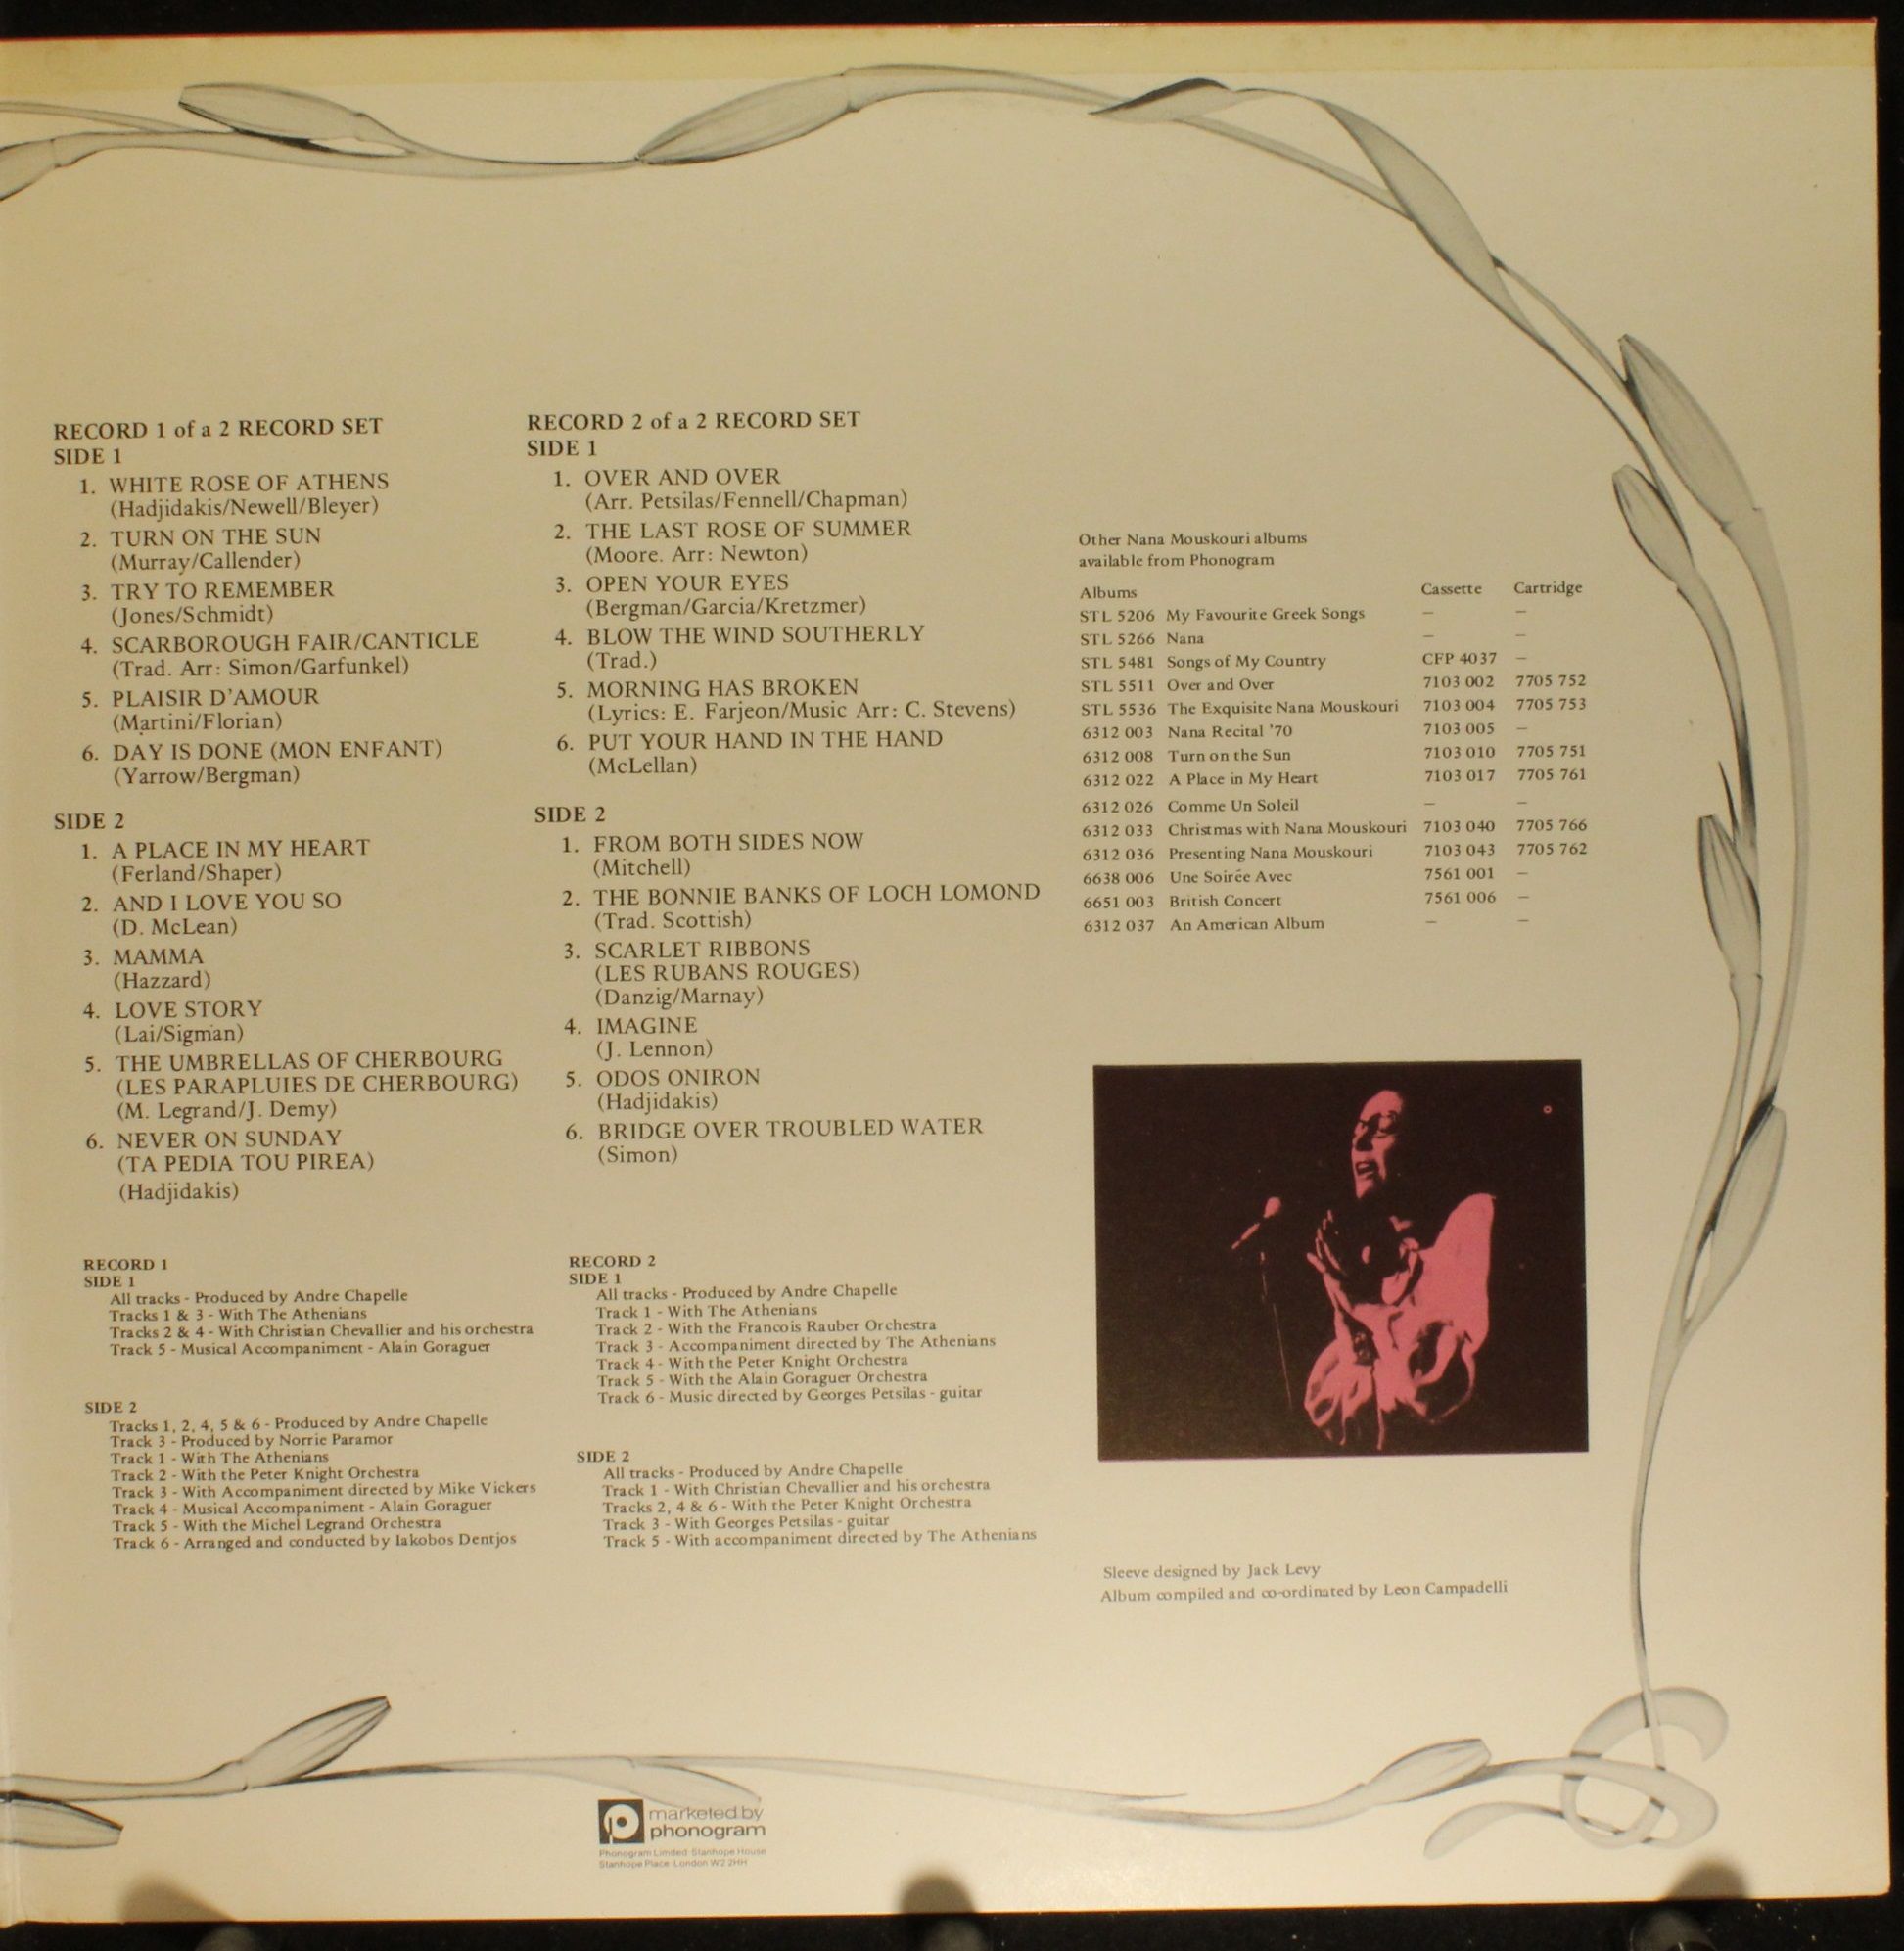 RECORD 1 of a 2 RECORD SET
SIDE 1
1. WHITE ROSE OF ATHENS
(Hadjidakis/Newell/Bleyer)
2. TURN ON THE SUN
(Murray/Callender)
3. TRY TO REMEMBER
(Jones/Schmidt)
4. SCARBOROUGH FAIR/CANTICLE
(Trad. Arr: Simon/Garfunkel)
5. PLAISIR D'AMOUR
(Martini/Florian)
6. DAY IS DONE (MON ENFANT)
(Yarrow/Bergman)
SIDE 2
1. A PLACE IN MY HEART
(Ferland/Shaper)
2. AND I LOVE YOU SO
(D. McLean)
3. MAMMA
(Hazzard)
4. LOVE STORY
(Lai/Sigman)
5. THE UMBRELLAS OF CHERBOURG
(LES PARAPLUIES DE CHERBOURG)
(M. Legrand/J. Demy)
6. NEVER ON SUNDAY
(TA PEDIA TOU PIREA)
(Hadjidakis)
RECORD 2 of a 2 RECORD SET
SIDE 1
1. OVER AND OVER
(Arr. Petsilas/Fennell/Chapman)
2. THE LAST ROSE OF SUMMER
(Moore. Arr: Newton)
3. OPEN YOUR EYES
(Bergman/Garcia/Kretzmer)
4. BLOW THE WIND SOUTHERLY
(Trad.)
5. MORNING HAS BROKEN
(Lyrics: E. Farjeon/Music Arr: C. Stevens)
6. PUT YOUR HAND IN THE HAND
(McLellan)
SIDE 2
1. FROM BOTH SIDES NOW
(Mitchell)
2. THE BONNIE BANKS OF LOCH LOMOND
(Trad. Scottish)
3. SCARLET RIBBONS
(LES RUBANS ROUGES)
(Danzig/Marnay)
4. IMAGINE
(J. Lennon)
5. ODOS ONIRON
(Hadjidakis)
6. BRIDGE OVER TROUBLED WATER
(Simon)
Other Nana Mouskouri albums
available from Phonogram
Albums Cassette Cartridge
STL 5206 My Favourite Greek Songs – –
STL 5266 Nana – –
STL 5481 Songs of My Country CFP 4037 –
STL 5511 Over and Over 7103 002 7705 752
STL 5536 The Exquisite Nana Mouskouri 7103 004 7705 753
6312 003 Nana Recital '70 7103 005 –
6312 008 Turn on the Sun 7103 010 7705 751
6312 022 A Place in My Heart 7103 017 7705 761
6312 026 Comme Un Soleil – –
6312 033 Christmas with Nana Mouskouri 7103 040 7705 766
6312 036 Presenting Nana Mouskouri 7103 043 7705 762
6638 006 Une Soirée Avec 7561 001 –
6651 003 British Concert 7561 006 –
6312 037 An American Album – –
RECORD 1
SIDE 1
All tracks - Produced by Andre Chapelle
Tracks 1 & 3 - With The Athenians
Tracks 2 & 4 - With Christian Chevallier and his orchestra
Track 5 - Musical Accompaniment - Alain Goraguer
SIDE 2
Tracks 1, 2, 4, 5 & 6 - Produced by Andre Chapelle
Track 3 - Produced by Norrie Paramor
Track 1 - With The Athenians
Track 2 - With the Peter Knight Orchestra
Track 3 - With Accompaniment directed by Mike Vickers
Track 4 - Musical Accompaniment - Alain Goraguer
Track 5 - With the Michel Legrand Orchestra
Track 6 - Arranged and conducted by Iakobos Dentjos
RECORD 2
SIDE 1
All tracks - Produced by Andre Chapelle
Track 1 - With The Athenians
Track 2 - With the Francois Rauber Orchestra
Track 3 - Accompaniment directed by The Athenians
Track 4 - With the Peter Knight Orchestra
Track 5 - With the Alain Goraguer Orchestra
Track 6 - Music directed by Georges Petsilas - guitar
SIDE 2
All tracks - Produced by Andre Chapelle
Track 1 - With Christian Chevallier and his orchestra
Tracks 2, 4 & 6 - With the Peter Knight Orchestra
Track 3 - With Georges Petsilas - guitar
Track 5 - With accompaniment directed by The Athenians
Sleeve designed by Jack Levy
Album compiled and co-ordinated by Leon Campadelli
marketed by
phonogram
Phonogram Limited Stanhope House
Stanhope Place London W2 2HH